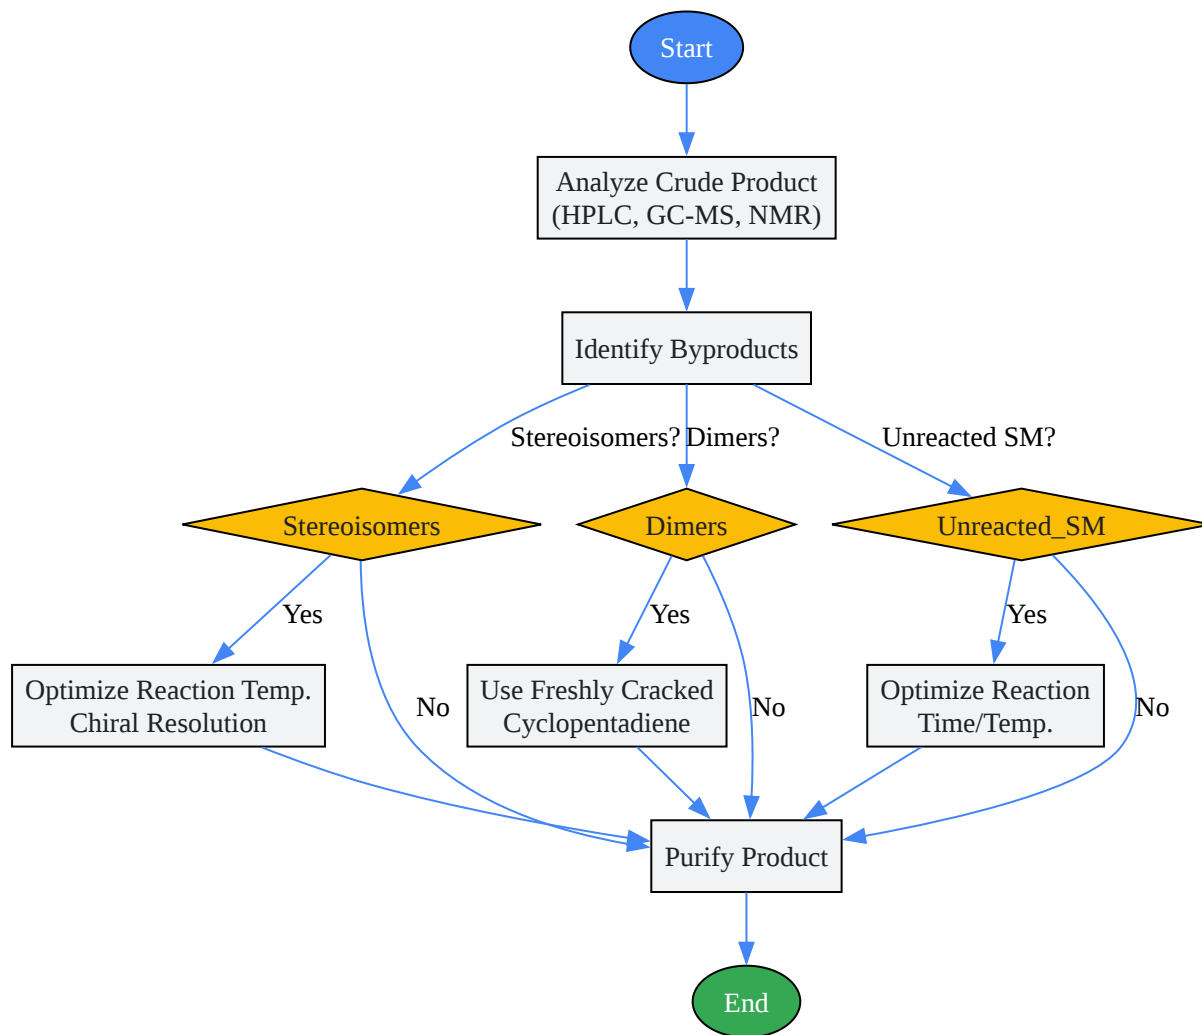 Start
Analyze Crude Product
(HPLC, GC-MS, NMR)
Identify Byproducts
Stereoisomers?
Dimers?
Unreacted SM?
Stereoisomers
Dimers
Unreacted_SM
Yes
Yes
Yes
Optimize Reaction Temp.
Chiral Resolution
No
Use Freshly Cracked
Cyclopentadiene
No
Optimize Reaction
Time/Temp.
No
Purify Product
End